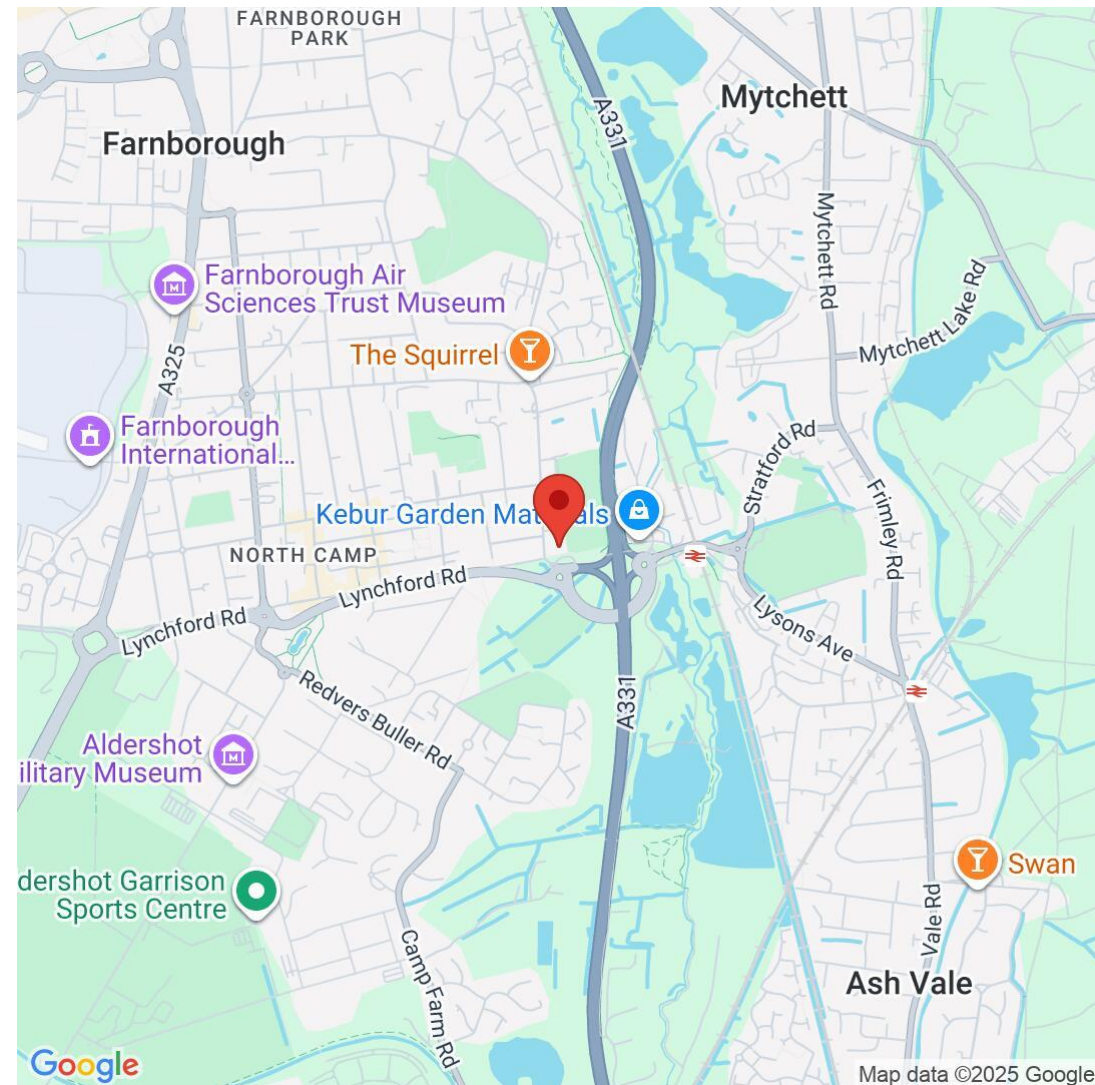 FARNBOROUGH
PARK
Mytchett
A331
Farnborough
Mytchett Rd
Farnborough Air
Sciences Trust Museum
Mytchett Lake Rd
The Squirrel
A325
Farnborough
International...
Stratford Rd
Frimley Rd
Kebur Garden Mat
als
NORTH CAMP
Lynchford Rd
Lynchford Rd
Lysons Ave
Redvers Buller Rd
A331
Aldershot
ilitary Museum
Swan
dershot Garrison
Sports Centre
Vale Rd
Camp Farm Rd
Ash Vale
Google
Map data ©2025 Google